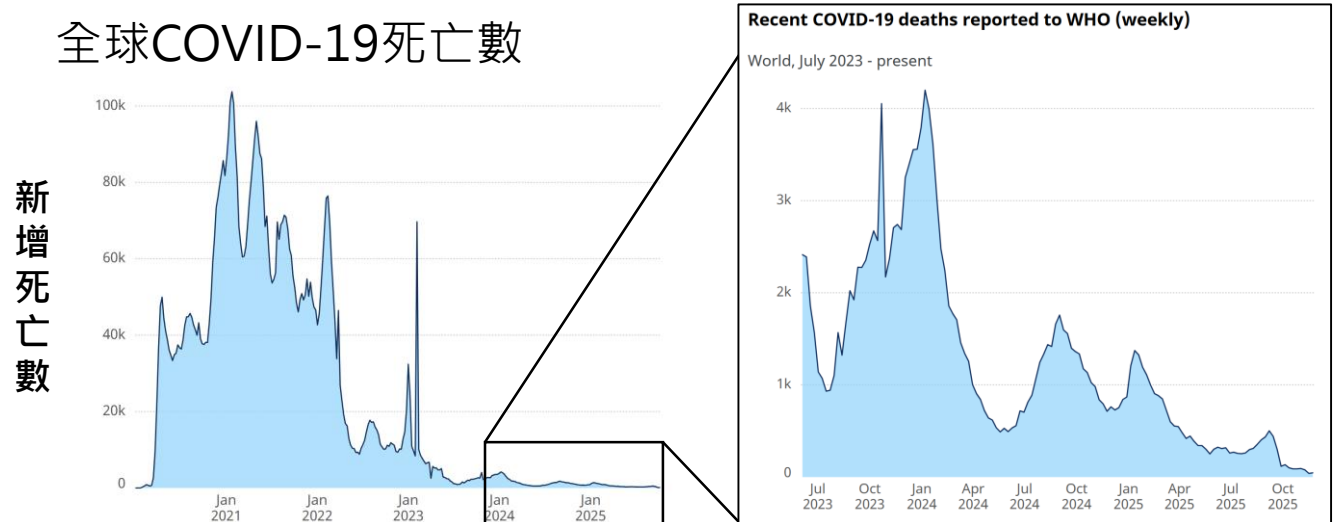 全球COVID-19死亡數
新增死亡數
100k
80k
60k
40k
20k
0
Jan 2021
Jan 2022
Jan 2023
Jan 2024
Jan 2025
Recent COVID-19 deaths reported to WHO (weekly)
World, July 2023 - present
4k
3k
2k
1k
0
Jul 2023
Oct 2023
Jan 2024
Apr 2024
Jul 2024
Oct 2024
Jan 2025
Apr 2025
Jul 2025
Oct 2025